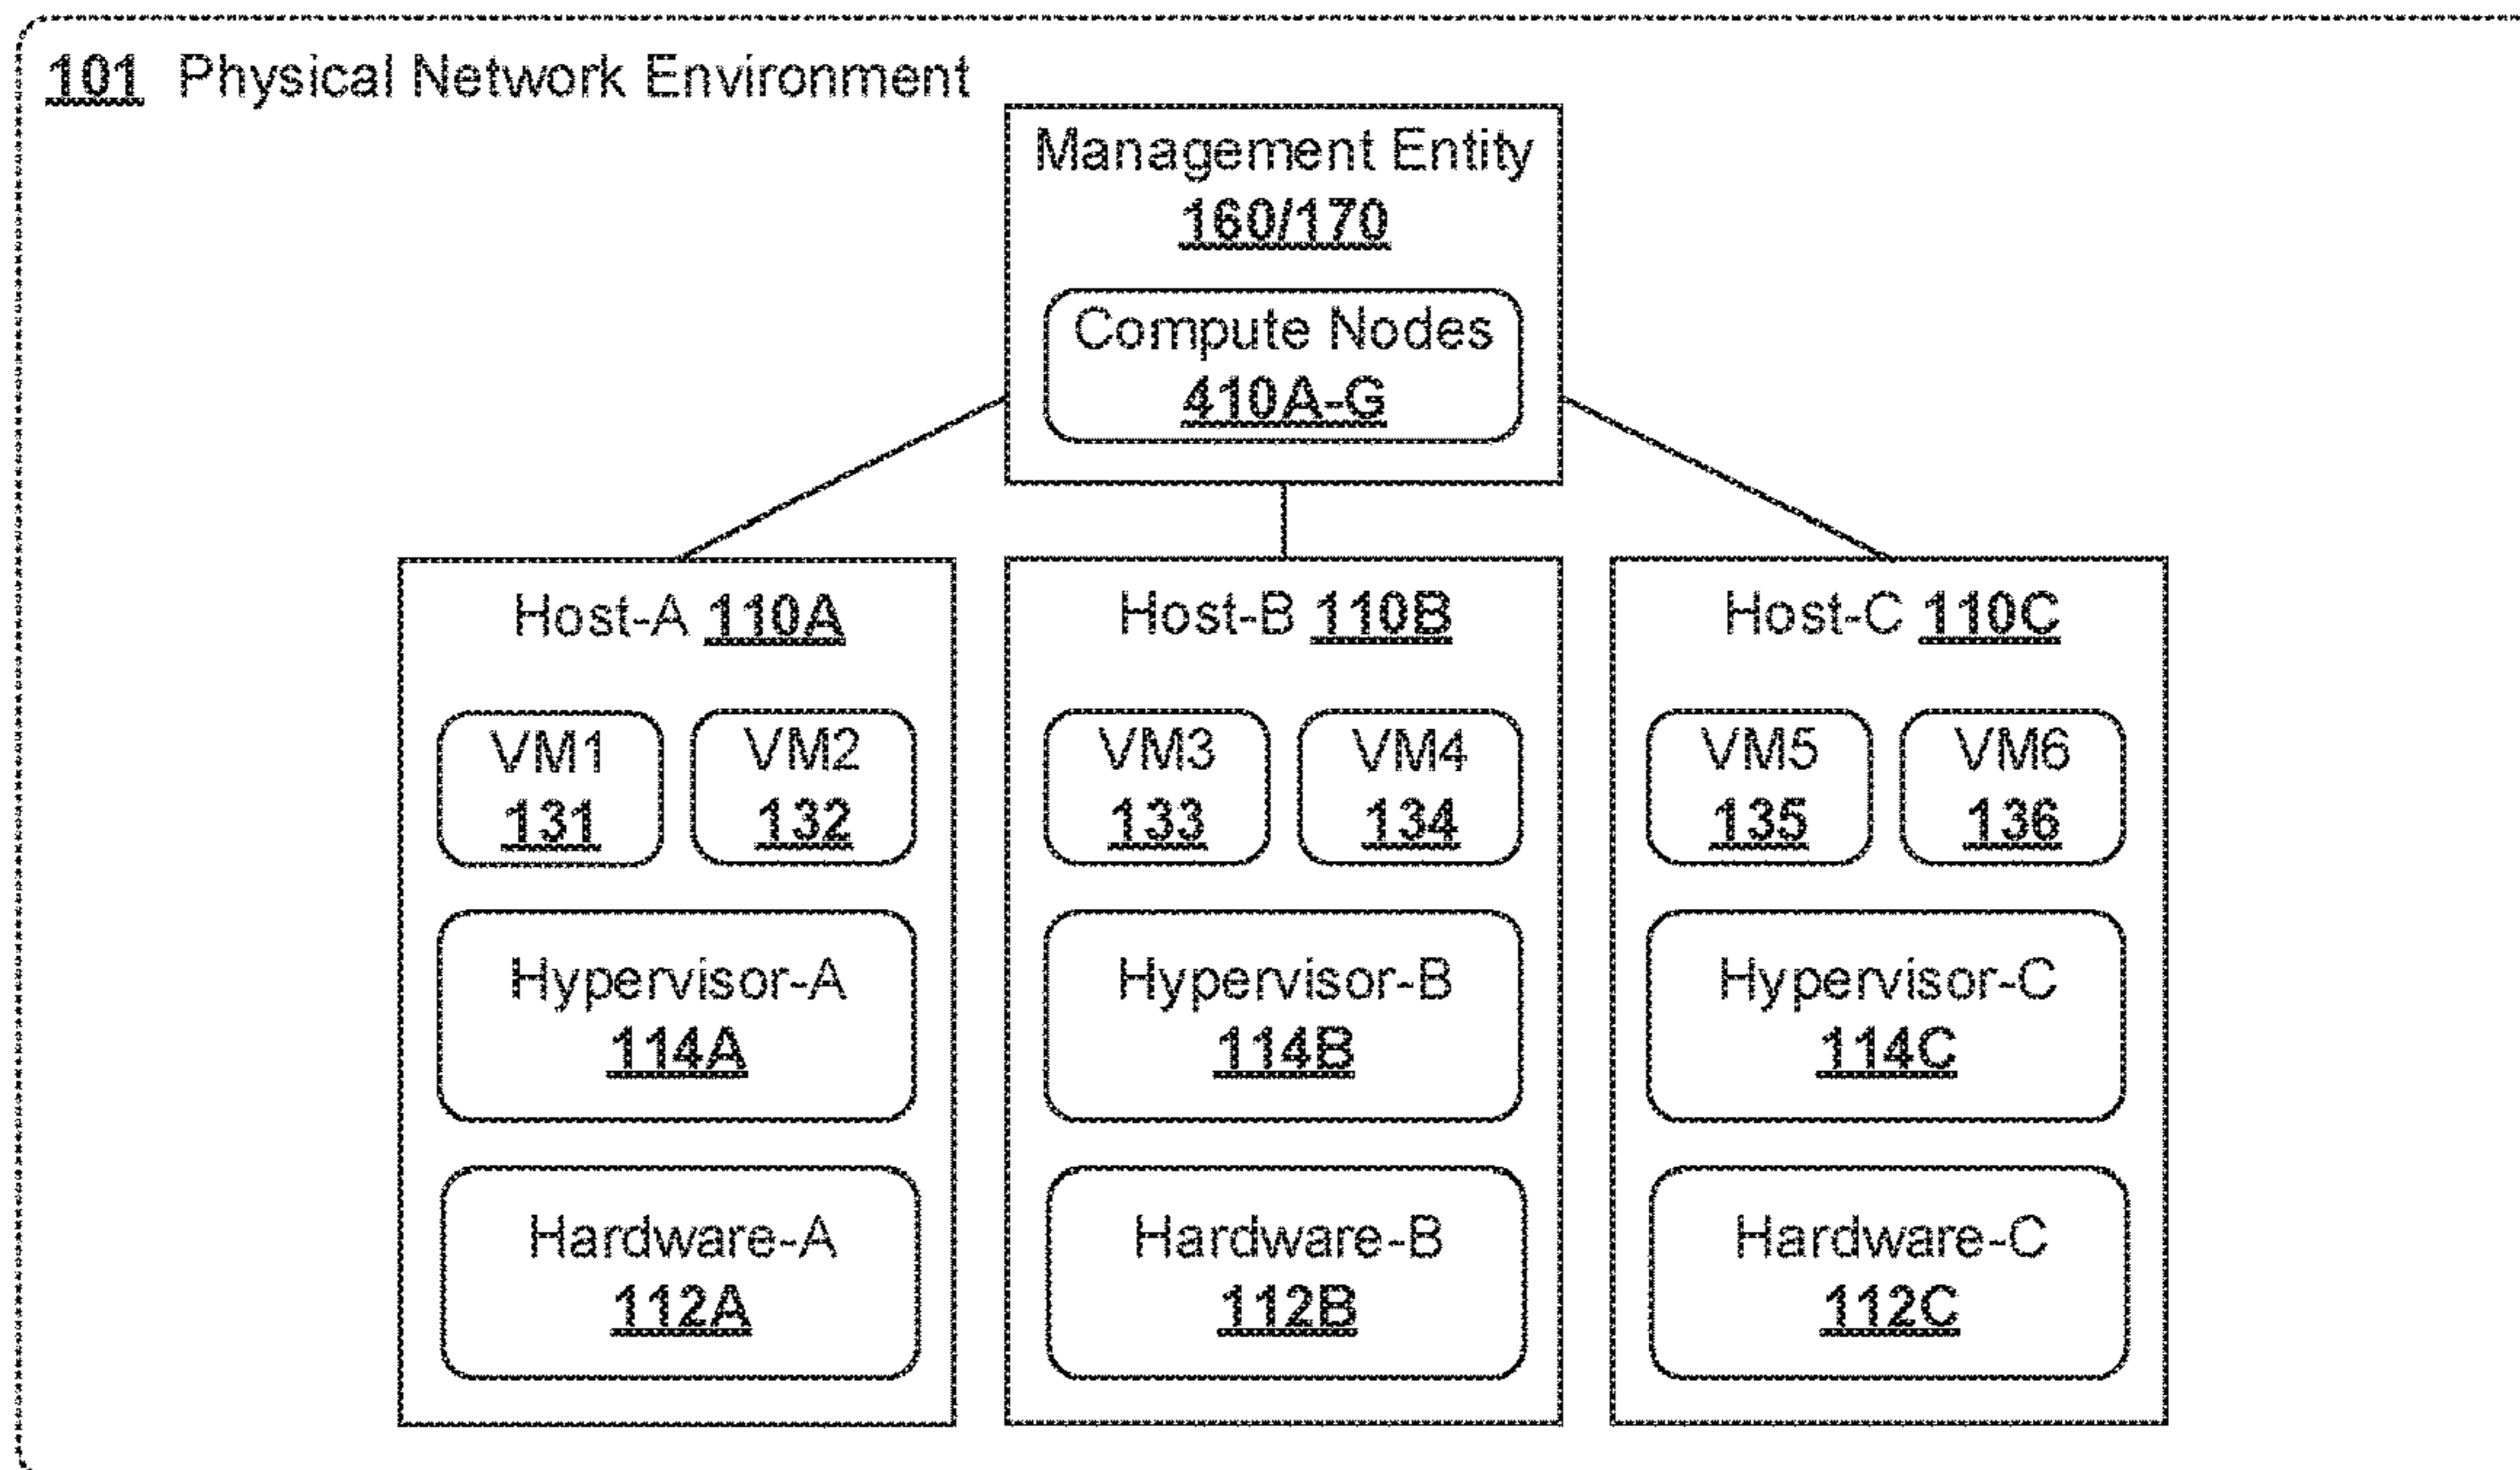 101 Physical Network Environment
Management Entity
160/170
Compute Nodes
410A-G
Host-A 110A
VM1
131
VM2
132
Hypervisor-A
114A
Hardware-A
112A
Host-B 110B
VM3
133
VM4
134
Hypervisor-B
114B
Hardware-B
112B
Host-C 110C
VM5
135
VM6
136
Hypervisor-C
114C
Hardware-C
112C